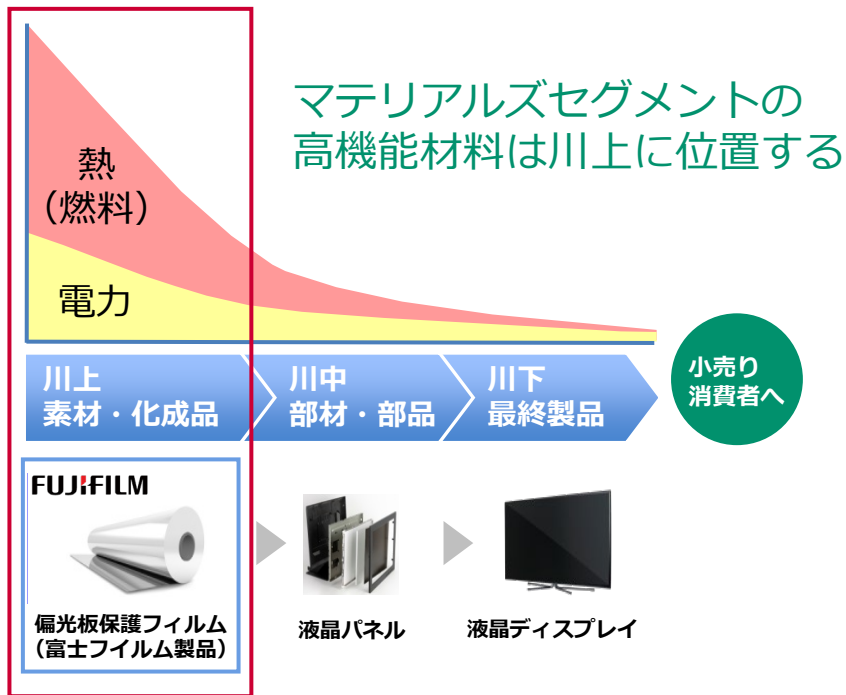 マテリアルズセグメントの
高機能材料は川上に位置する
熱
（燃料）
電力
川上
素材・化成品
川中
部材・部品
川下
最終製品
小売り
消費者へ
FUJIFILM
偏光板保護フィルム
（富士フイルム製品）
液晶パネル
液晶ディスプレイ